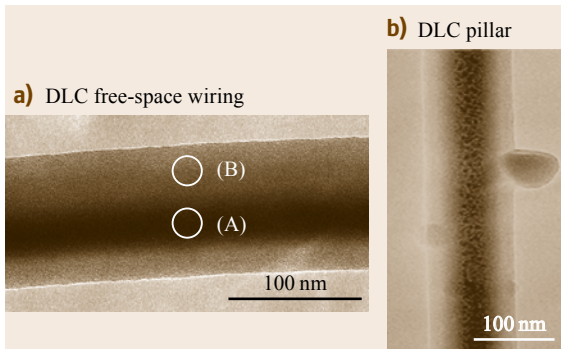 a) DLC free-space wiring
(B)
(A)
100 nm
b) DLC pillar
100 nm